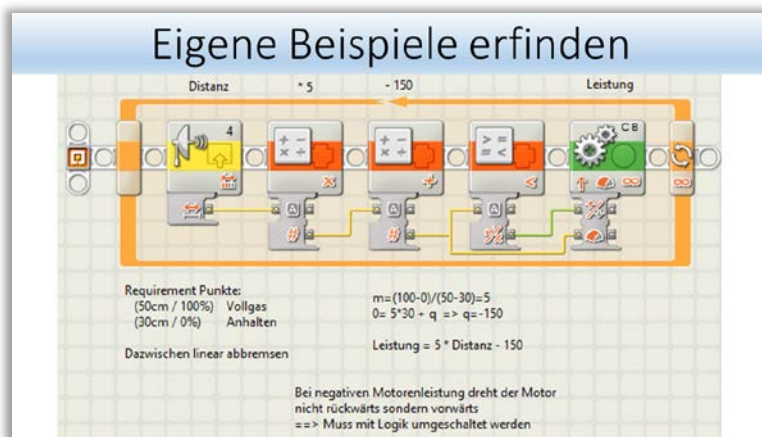 Eigene Beispiele erfinden
Distanz * 5 - 150 Leistung
4
C B
Requirement Punkte:
(50cm / 100%) Vollgas
(30cm / 0%) Anhalten
Dazwischen linear abbremsen
m=(100-0)/(50-30)=5
0= 5*30 + q => q=-150
Leistung = 5 * Distanz - 150
Bei negativen Motorenleistung dreht der Motor
nicht rückwärts sondern vorwärts
==> Muss mit Logik umgeschaltet werden